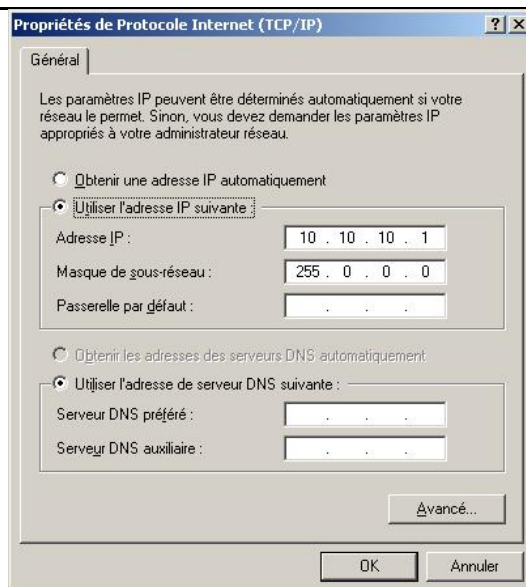 Propriétés de Protocole Internet (TCP/IP)
Général
Les paramètres IP peuvent être déterminés automatiquement si votre
réseau le permet. Sinon, vous devez demander les paramètres IP
appropriés à votre administrateur réseau.
Obtenir une adresse IP automatiquement
Utiliser l'adresse IP suivante :
Adresse IP : 10 . 10 . 10 . 1
Masque de sous-réseau : 255 . 0 . 0 . 0
Passerelle par défaut : . . .
Obtenir les adresses des serveurs DNS automatiquement
Utiliser l'adresse de serveur DNS suivante :
Serveur DNS préféré : . . .
Serveur DNS auxiliaire : . . .
Avancé...
OK Annuler